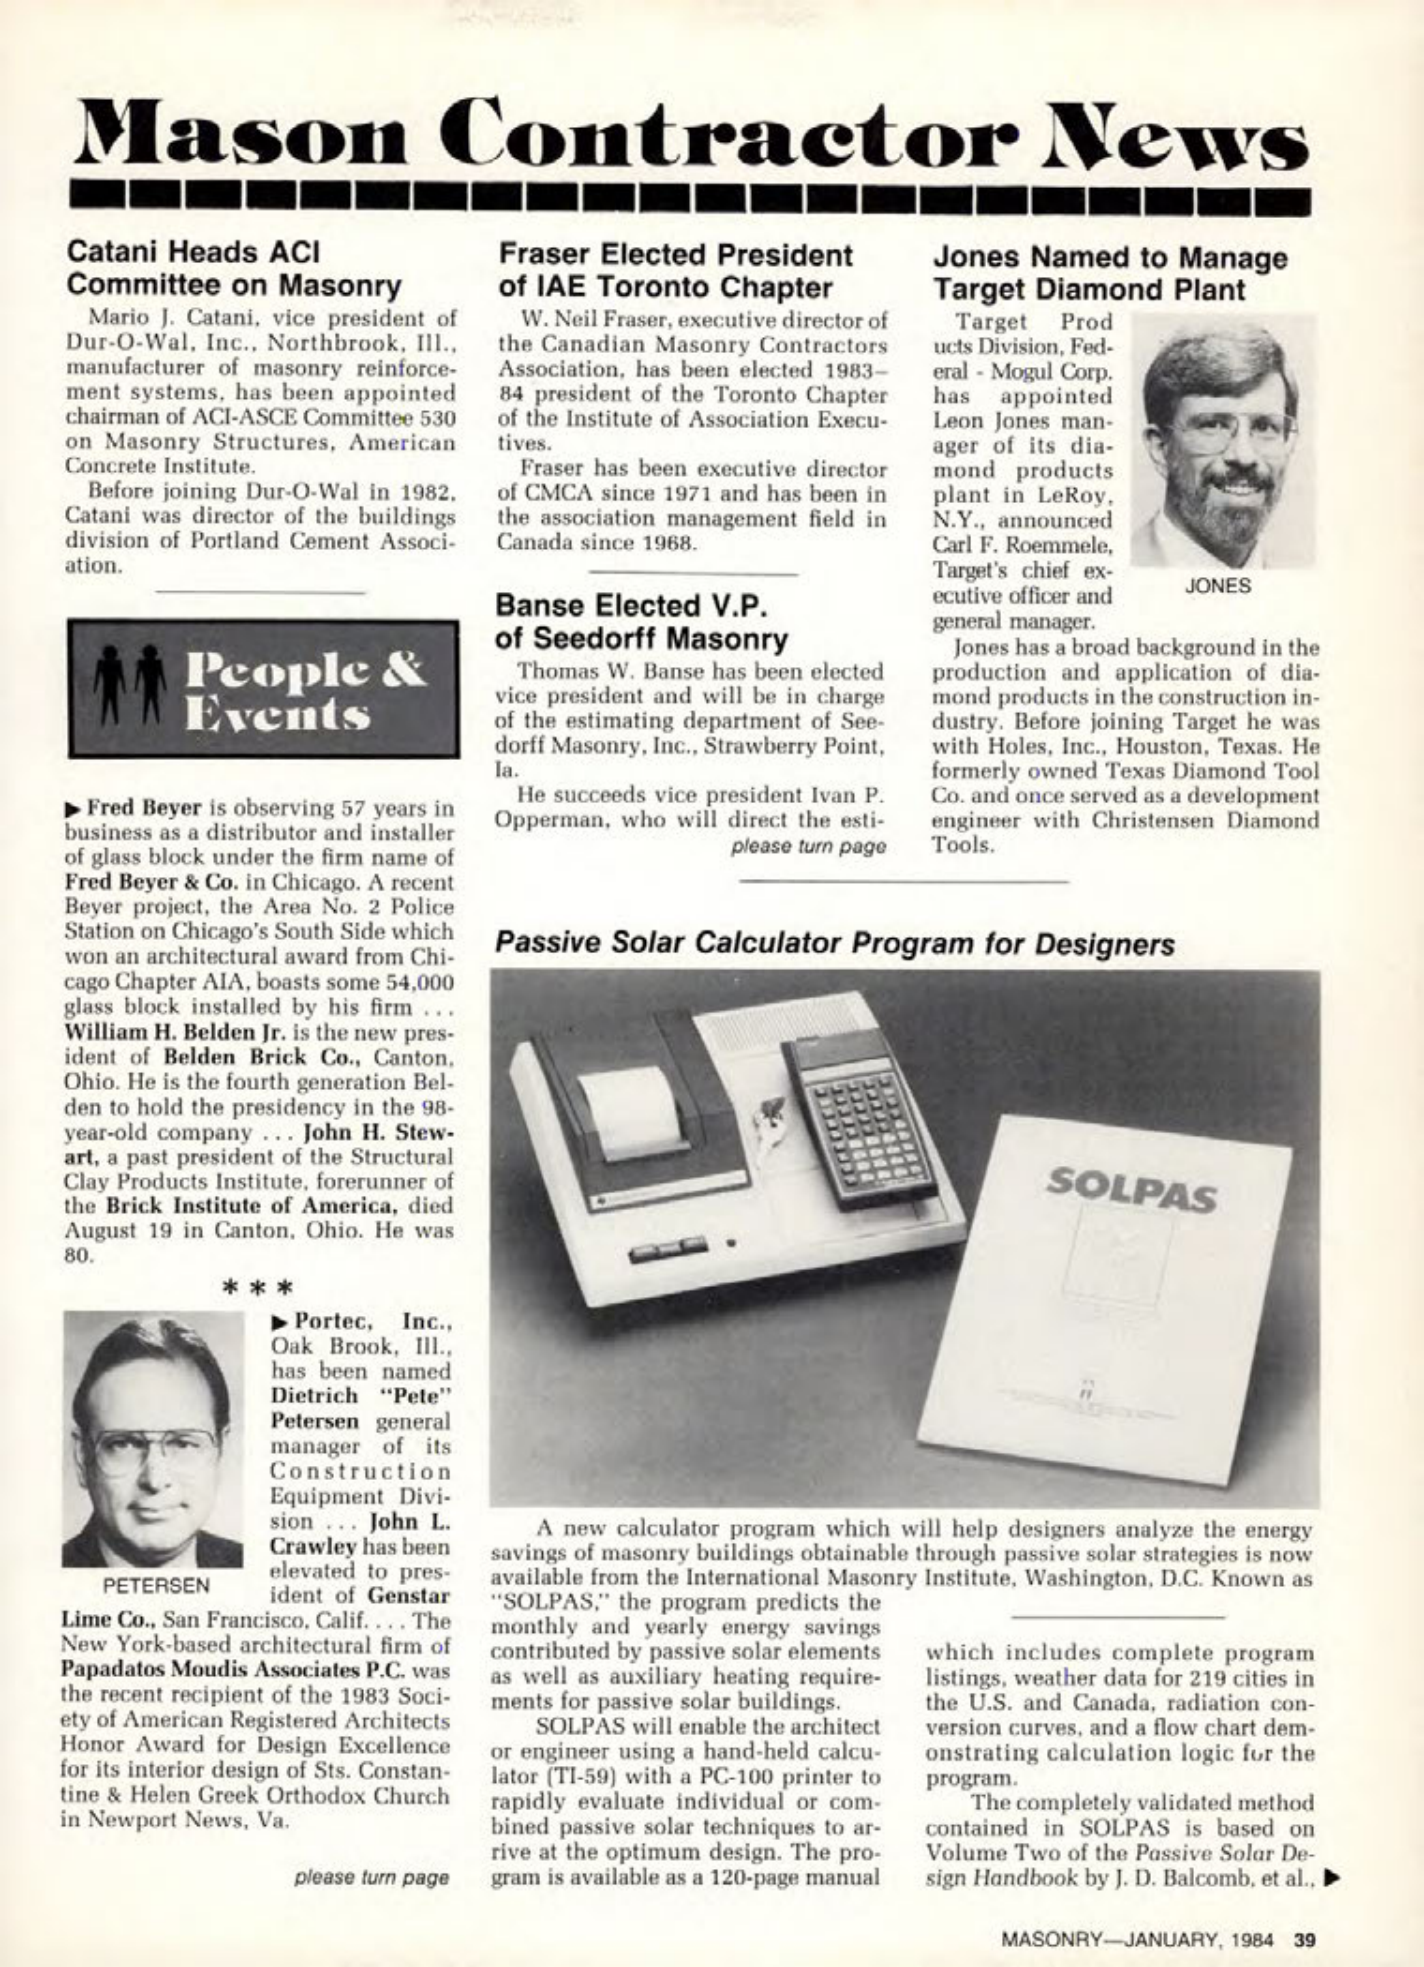 Mason Contractor News
Catani Heads ACI
Committee on Masonry
Mario J. Catani, vice president of
Dur-O-Wal, Inc., Northbrook, Ill.,
manufacturer of masonry reinforce-
ment systems, has been appointed
chairman of ACI-ASCE Committee 530
on Masonry Structures, American
Concrete Institute.
Before joining Dur-O-Wal in 1982,
Catani was director of the buildings
division of Portland Cement Associ-
ation.
People &
Events
▶ Fred Beyer is observing 57 years in
business as a distributor and installer
of glass block under the firm name of
Fred Beyer & Co. in Chicago. A recent
Beyer project, the Area No. 2 Police
Station on Chicago's South Side which
won an architectural award from Chi-
cago Chapter AIA, boasts some 54,000
glass block installed by his firm ...
William H. Belden Jr. is the new pres-
ident of Belden Brick Co., Canton,
Ohio. He is the fourth generation Bel-
den to hold the presidency in the 98-
year-old company ... John H. Stew-
art, a past president of the Structural
Clay Products Institute, forerunner of
the Brick Institute of America, died
August 19 in Canton, Ohio. He was
80.
* * *
▶ Portec, Inc.,
Oak Brook, Ill.,
has been named
Dietrich "Pete"
Petersen general
manager of its
Construction
Equipment Divi-
sion ... John L.
Crawley has been
elevated to pres-
ident of Genstar
PETERSEN
Lime Co., San Francisco, Calif. ... The
New York-based architectural firm of
Papadatos Moudis Associates P.C. was
the recent recipient of the 1983 Soci-
ety of American Registered Architects
Honor Award for Design Excellence
for its interior design of Sts. Constan-
tine & Helen Greek Orthodox Church
in Newport News, Va.
please turn page
Fraser Elected President
of IAE Toronto Chapter
W. Neil Fraser, executive director of
the Canadian Masonry Contractors
Association, has been elected 1983–
84 president of the Toronto Chapter
of the Institute of Association Execu-
tives.
Fraser has been executive director
of CMCA since 1971 and has been in
the association management field in
Canada since 1968.
Banse Elected V.P.
of Seedorff Masonry
Thomas W. Banse has been elected
vice president and will be in charge
of the estimating department of See-
dorff Masonry, Inc., Strawberry Point,
Ia.
He succeeds vice president Ivan P.
Opperman, who will direct the esti-
please turn page
Jones Named to Manage
Target Diamond Plant
Target Prod
ucts Division, Fed-
eral - Mogul Corp.
has appointed
Leon Jones man-
ager of its dia-
mond products
plant in LeRoy,
N.Y., announced
Carl F. Roemmele,
Target's chief ex-
ecutive officer and
general manager.
JONES
Jones has a broad background in the
production and application of dia-
mond products in the construction in-
dustry. Before joining Target he was
with Holes, Inc., Houston, Texas. He
formerly owned Texas Diamond Tool
Co. and once served as a development
engineer with Christensen Diamond
Tools.
Passive Solar Calculator Program for Designers
SOLPAS
A new calculator program which will help designers analyze the energy
savings of masonry buildings obtainable through passive solar strategies is now
available from the International Masonry Institute, Washington, D.C. Known as
"SOLPAS," the program predicts the
monthly and yearly energy savings
contributed by passive solar elements
as well as auxiliary heating require-
ments for passive solar buildings.
SOLPAS will enable the architect
or engineer using a hand-held calcu-
lator (TI-59) with a PC-100 printer to
rapidly evaluate individual or com-
bined passive solar techniques to ar-
rive at the optimum design. The pro-
gram is available as a 120-page manual
which includes complete program
listings, weather data for 219 cities in
the U.S. and Canada, radiation con-
version curves, and a flow chart dem-
onstrating calculation logic for the
program.
The completely validated method
contained in SOLPAS is based on
Volume Two of the Passive Solar De-
sign Handbook by J. D. Balcomb, et al., ▶
MASONRY—JANUARY, 1984 39